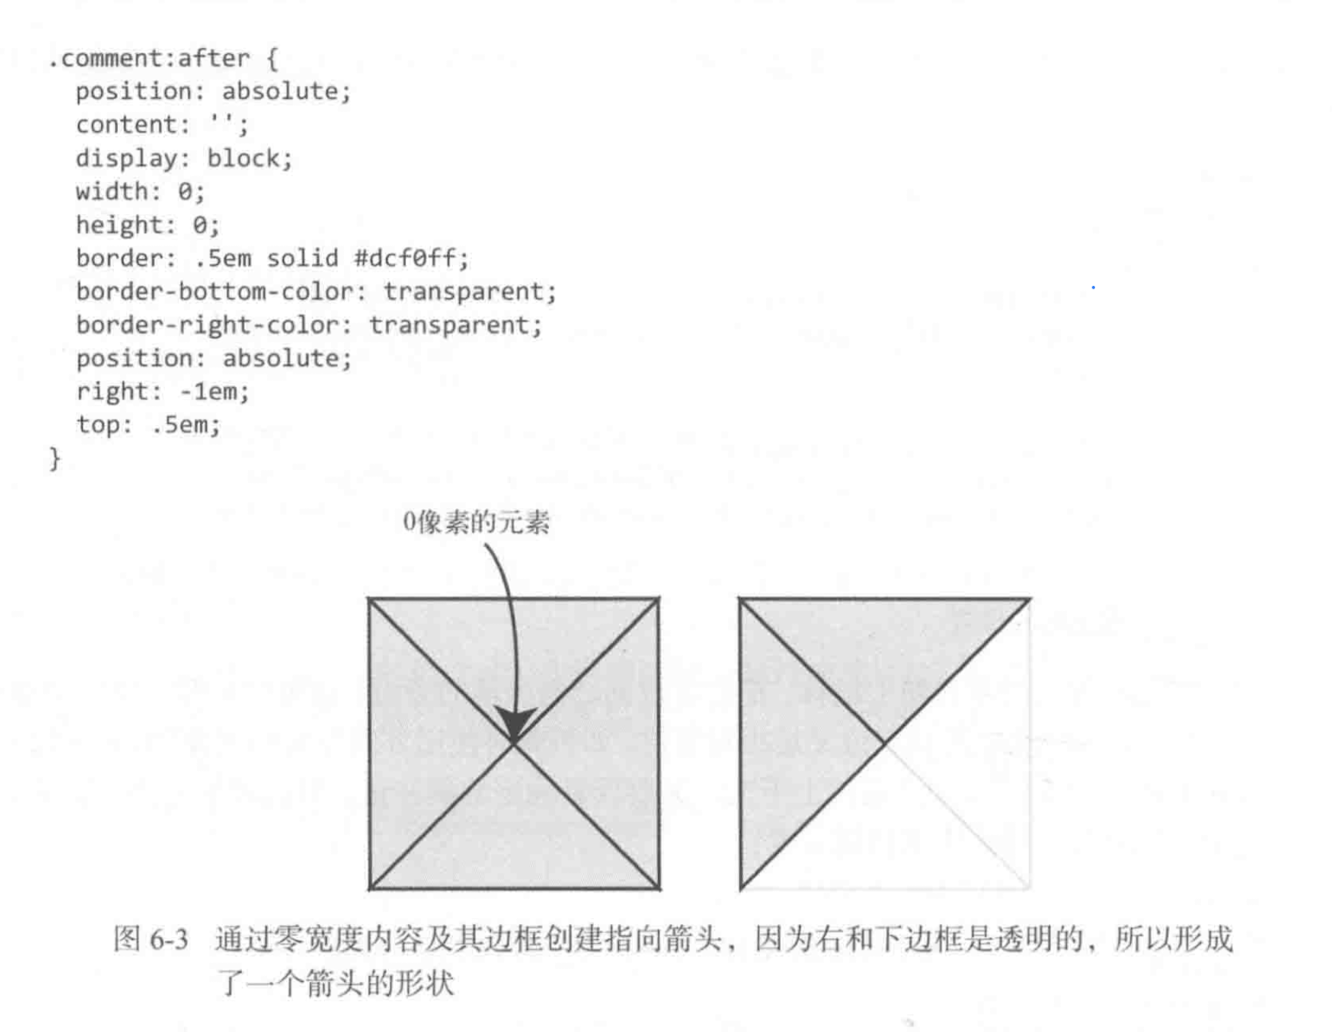 .comment:after {
  position: absolute;
  content: '';
  display: block;
  width: 0;
  height: 0;
  border: .5em solid #dcf0ff;
  border-bottom-color: transparent;
  border-right-color: transparent;
  position: absolute;
  right: -1em;
  top: .5em;
}
0像素的元素
图 6-3 通过零宽度内容及其边框创建指向箭头，因为右和下边框是透明的，所以形成
了一个箭头的形状